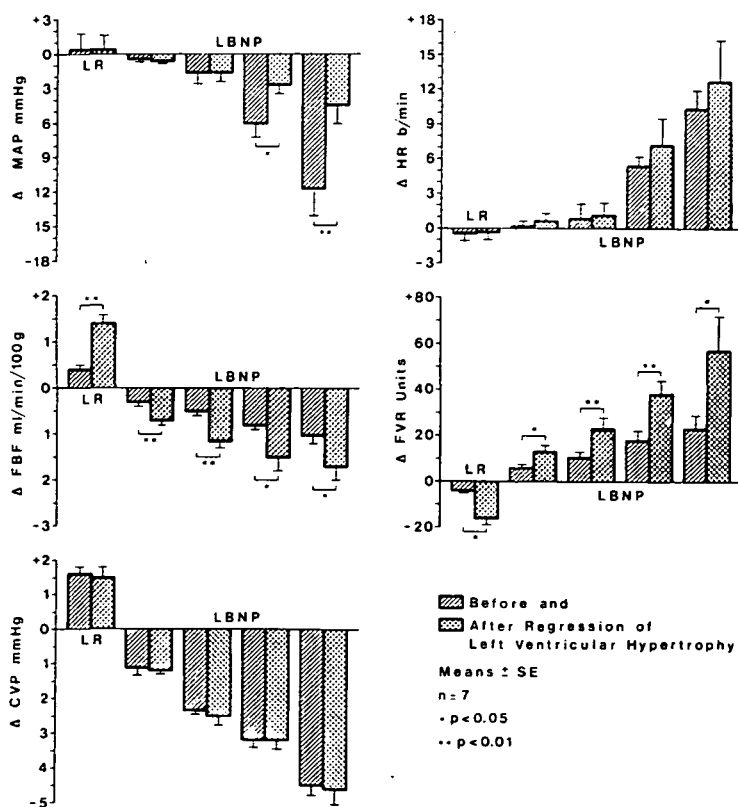 +3
0
3
6
9
12
15
-18
Δ MAP mmHg
LR
LBNP
*
**
+18
12
9
6
3
0
-3
Δ HR b/min
LR
LBNP
+2
1
0
1
2
-3
Δ FBF ml/min/100g
**
LR
LBNP
**
**
*
*
+80
60
40
20
0
-20
Δ FVR Units
LR
*
*
**
**
*
LBNP
+2
1
0
1
2
3
4
-5
Δ CVP mmHg
LR
LBNP
Before and
After Regression of
Left Ventricular Hypertrophy
Means ± SE
n=7
* p<0.05
** p<0.01